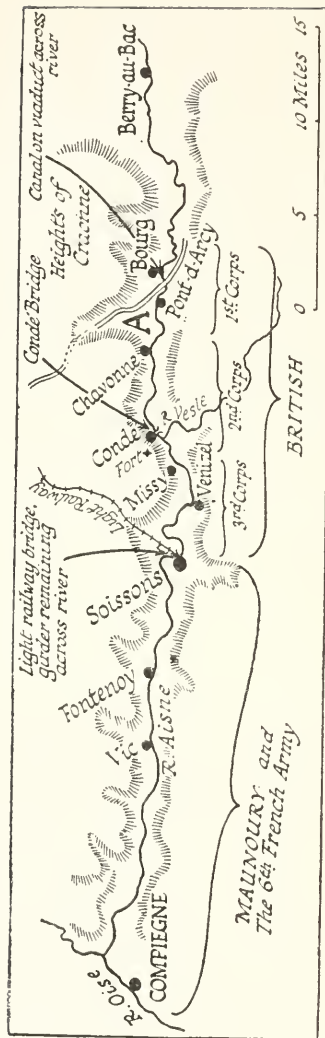 Light railway bridge,
girder remaining
across river
Condé Bridge
Canal on viaduct across
river
Heights of
Craonne
Light Railway
Berry-au-Bac
Bourg
Pont-d'Arcy
A
Chavonne
Condé
Fort
R. Vesle
Missy
Venizel
Soissons
Fontenoy
Vic
R. Aisne
R. Oise
COMPIEGNE
1st Corps
2nd Corps
3rd Corps
BRITISH
MAUNOURY and
The 6th French Army
0 5 10 Miles 15